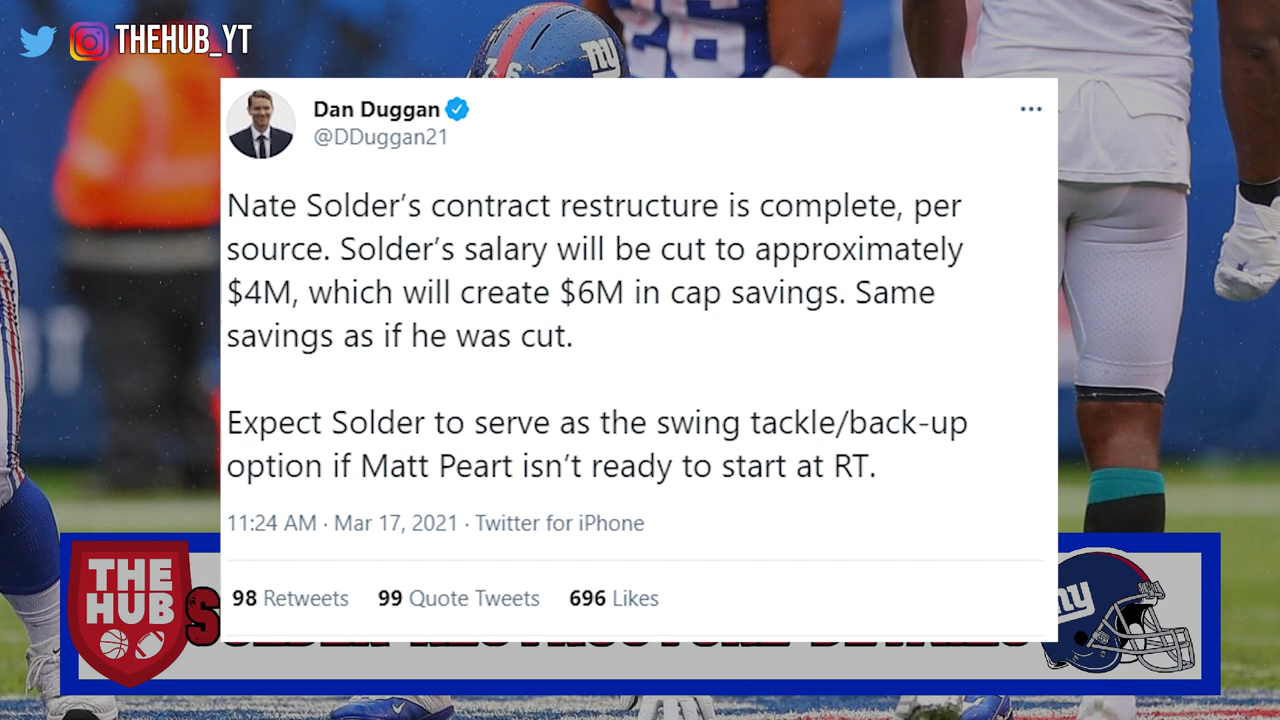 THEHUB_YT
76
ny
26
Dan Duggan
@DDuggan21
Nate Solder’s contract restructure is complete, per
source. Solder’s salary will be cut to approximately
$4M, which will create $6M in cap savings. Same
savings as if he was cut.
Expect Solder to serve as the swing tackle/back-up
option if Matt Peart isn’t ready to start at RT.
11:24 AM · Mar 17, 2021 · Twitter for iPhone
98 Retweets 99 Quote Tweets 696 Likes
THE
HUB
ny